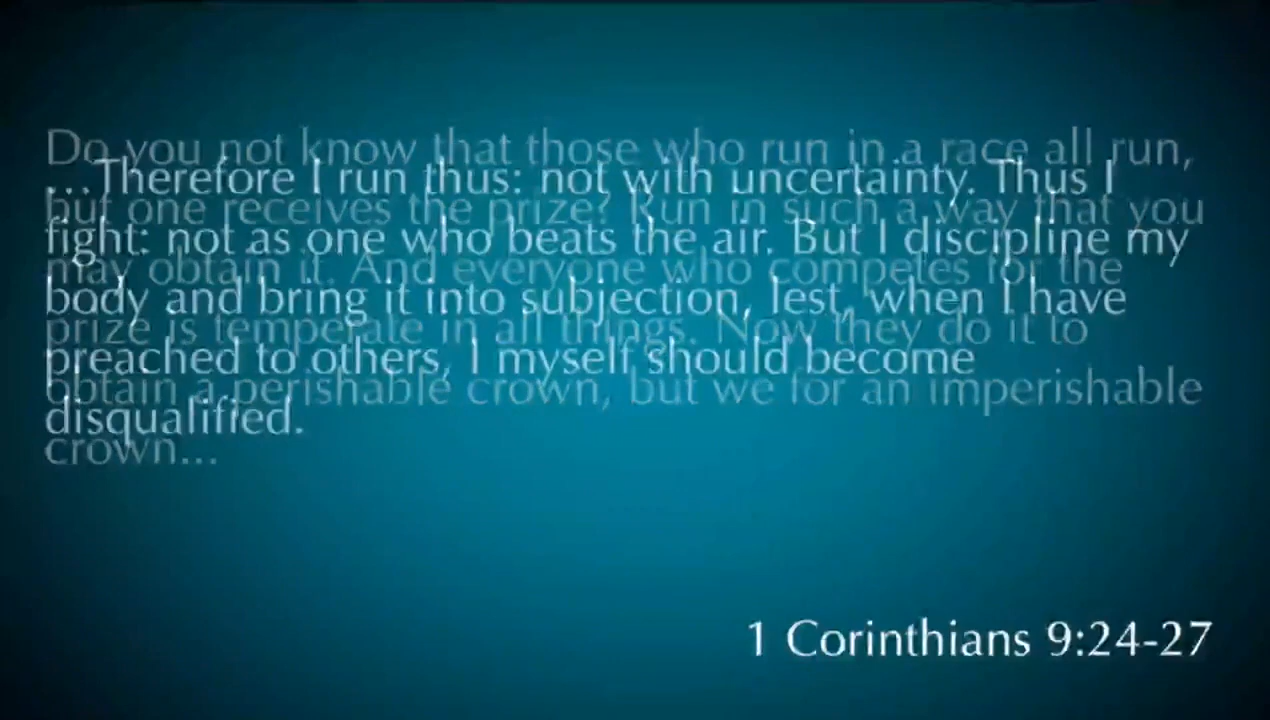 Do you not know that those who run in a race all run,
but one receives the prize? Run in such a way that you
may obtain it. And everyone who competes for the
prize is temperate in all things. Now they do it to
obtain a perishable crown, but we for an imperishable
crown...
...Therefore I run thus: not with uncertainty. Thus I
fight: not as one who beats the air. But I discipline my
body and bring it into subjection, lest, when I have
preached to others, I myself should become
disqualified.
1 Corinthians 9:24-27